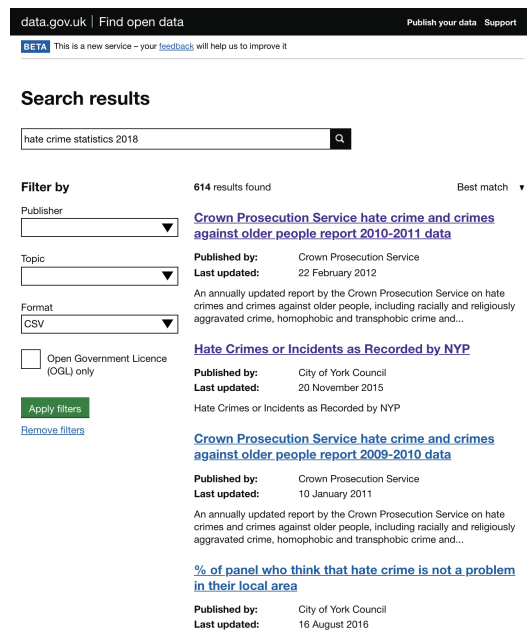 data.gov.uk | Find open data
Publish your data Support
BETA This is a new service – your feedback will help us to improve it
Search results
hate crime statistics 2018
Filter by
Publisher
Topic
Format
CSV
Open Government Licence
(OGL) only
Apply filters
Remove filters
614 results found
Best match
Crown Prosecution Service hate crime and crimes
against older people report 2010-2011 data
Published by: Crown Prosecution Service
Last updated: 22 February 2012
An annually updated report by the Crown Prosecution Service on hate
crimes and crimes against older people, including racially and religiously
aggravated crime, homophobic and transphobic crime and...
Hate Crimes or Incidents as Recorded by NYP
Published by: City of York Council
Last updated: 20 November 2015
Hate Crimes or Incidents as Recorded by NYP
Crown Prosecution Service hate crime and crimes
against older people report 2009-2010 data
Published by: Crown Prosecution Service
Last updated: 10 January 2011
An annually updated report by the Crown Prosecution Service on hate
crimes and crimes against older people, including racially and religiously
aggravated crime, homophobic and transphobic crime and...
% of panel who think that hate crime is not a problem
in their local area
Published by: City of York Council
Last updated: 16 August 2016